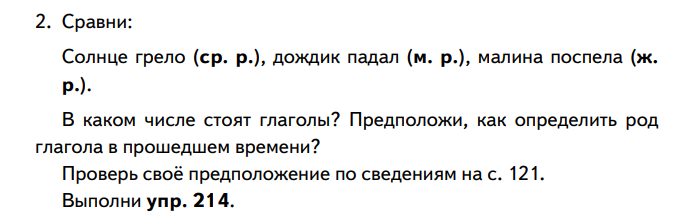 2. Сравни:
Солнце грело (ср. р.), дождик падал (м. р.), малина поспела (ж.
р.).
В каком числе стоят глаголы? Предположи, как определить род
глагола в прошедшем времени?
Проверь своё предположение по сведениям на с. 121.
Выполни упр. 214.